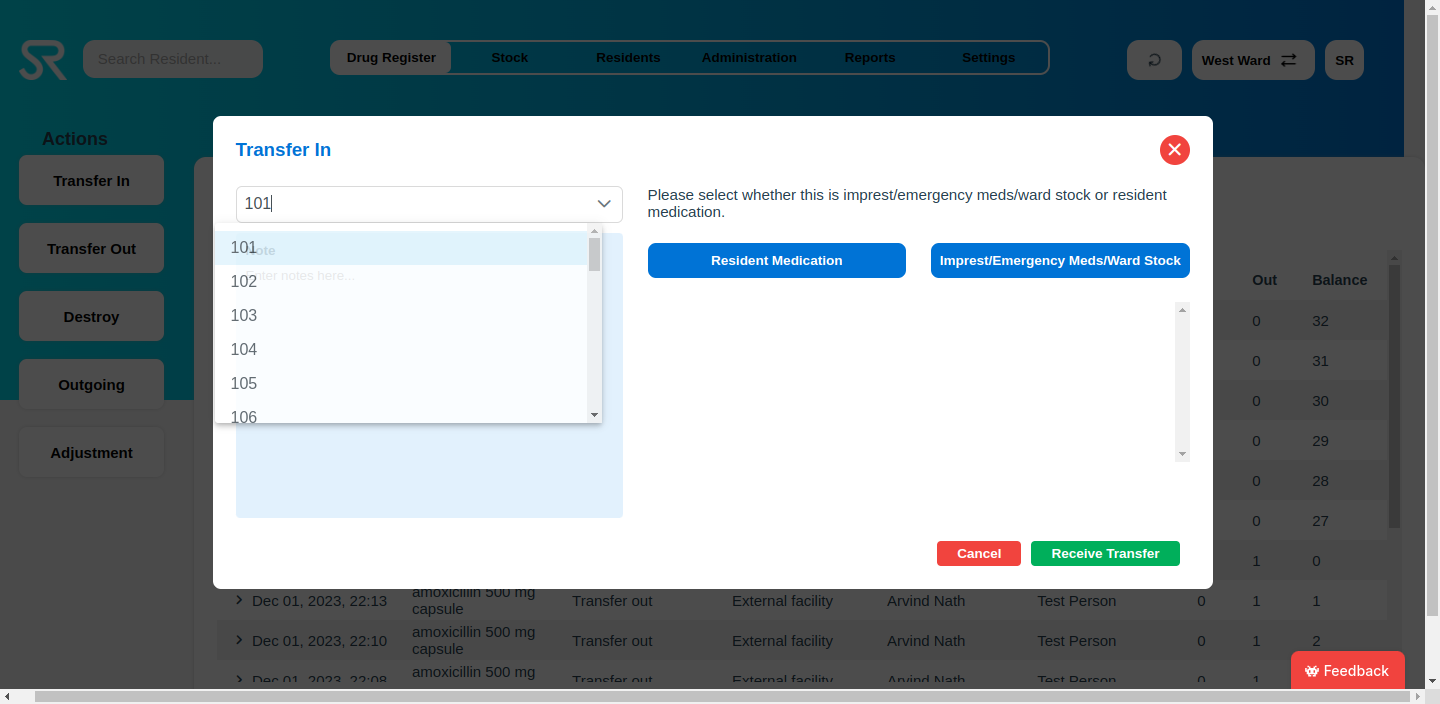 SR
Search Resident...
Drug Register
Stock
Residents
Administration
Reports
Settings
West Ward
SR
Actions
Transfer In
Transfer Out
Destroy
Outgoing
Adjustment
Transfer In
101
Note
Enter notes here...
101
102
103
104
105
106
Please select whether this is imprest/emergency meds/ward stock or resident
medication.
Resident Medication
Imprest/Emergency Meds/Ward Stock
Cancel
Receive Transfer
Out Balance
0 32
0 31
0 30
0 29
0 28
0 27
1 0
Dec 01, 2023, 22:13 amoxicillin 500 mg capsule Transfer out External facility Arvind Nath Test Person 0 1 1
Dec 01, 2023, 22:10 amoxicillin 500 mg capsule Transfer out External facility Arvind Nath Test Person 0 1 2
Dec 01, 2023, 22:08 amoxicillin 500 mg Transfer out External facility Arvind Nath Test Person 0 1
Feedback